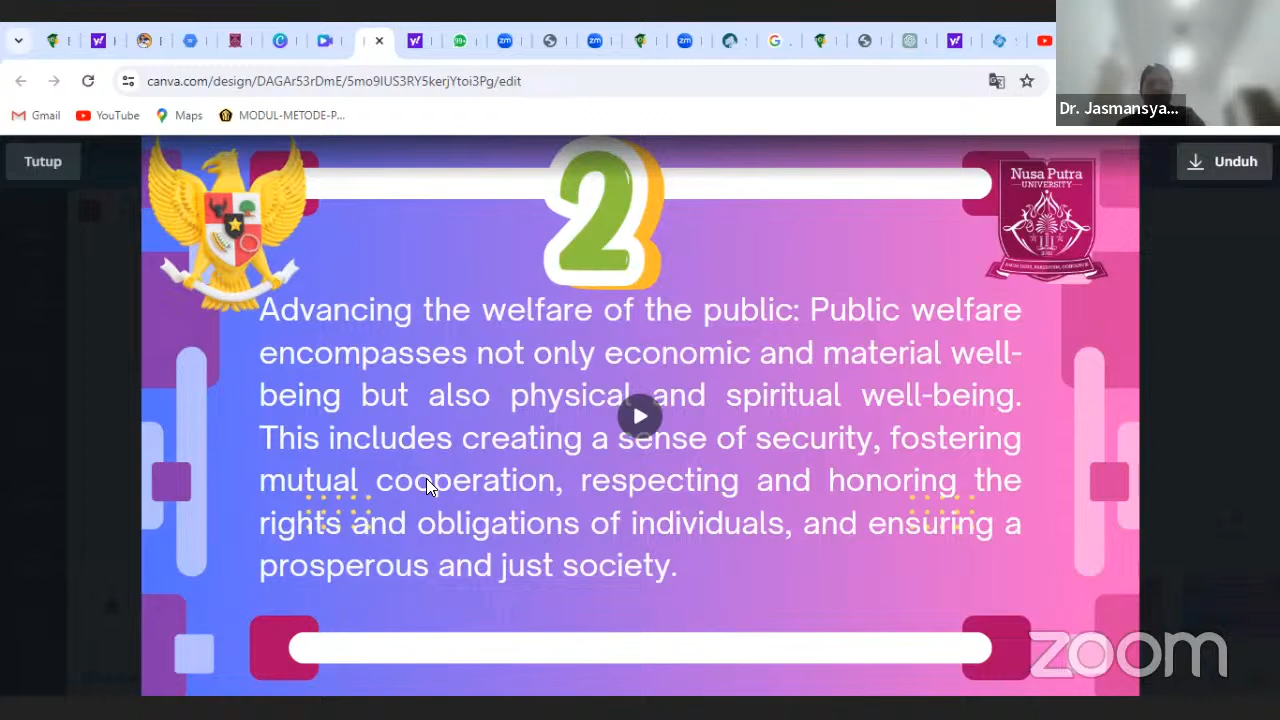 canva.com/design/DAGAr53rDmE/5mo9IUS3RY5kerjYtoi3Pg/edit
Gmail YouTube Maps MODUL-METODE-P...
Dr. Jasmansya...
Tutup
Unduh
2
Nusa Putra
UNIVERSITY
Advancing the welfare of the public: Public welfare
encompasses not only economic and material well-
being but also physical and spiritual well-being.
This includes creating a sense of security, fostering
mutual cooperation, respecting and honoring the
rights and obligations of individuals, and ensuring a
prosperous and just society.
zoom